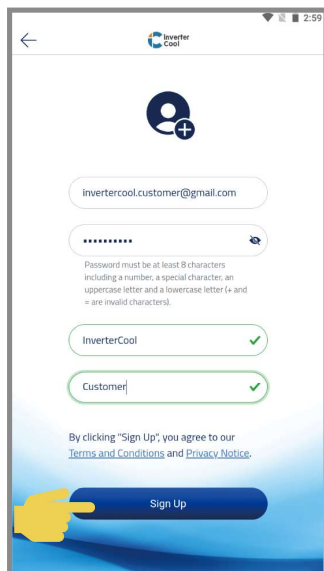 2:59
Inverter
Cool
invertercool.customer@gmail.com
••••••••••
Password must be at least 8 characters
including a number, a special character, an
uppercase letter and a lowercase letter (+ and
= are invalid characters).
InverterCool
Customer
By clicking "Sign Up", you agree to our
Terms and Conditions and Privacy Notice.
Sign Up